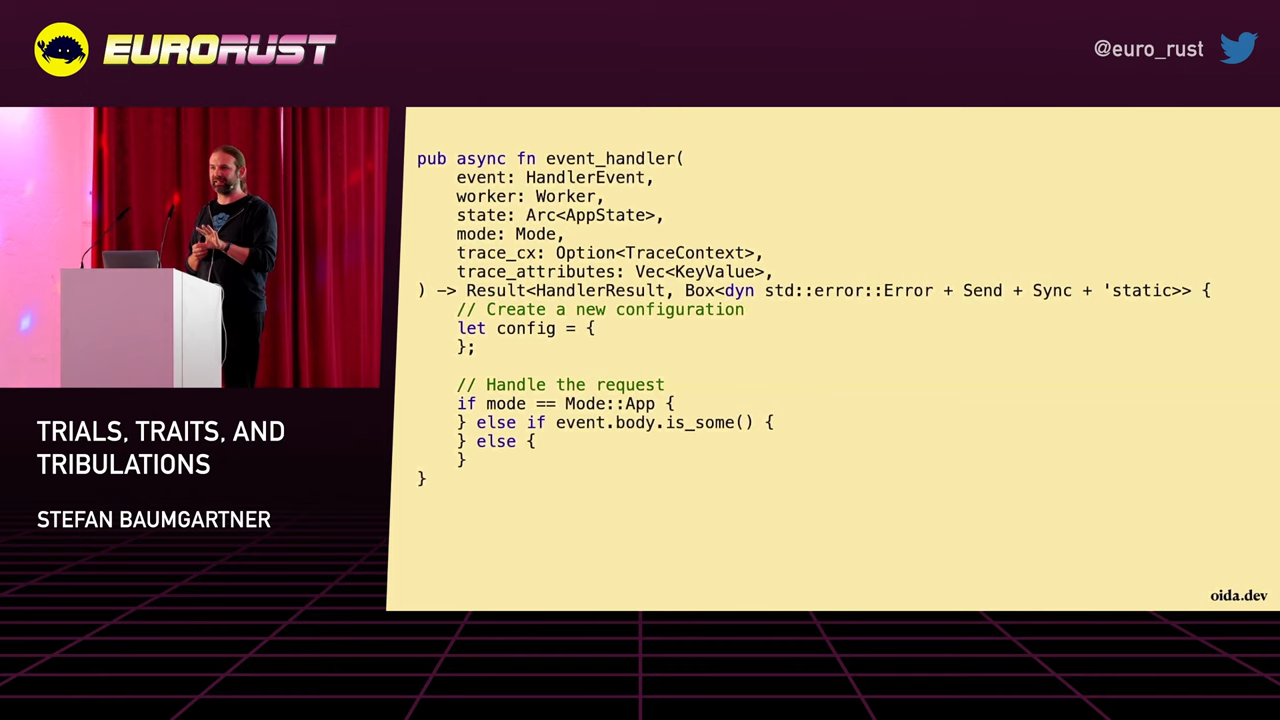 EURORUST
@euro_rust
pub async fn event_handler(
    event: HandlerEvent,
    worker: Worker,
    state: Arc<AppState>,
    mode: Mode,
    trace_cx: Option<TraceContext>,
    trace_attributes: Vec<KeyValue>,
) -> Result<HandlerResult, Box<dyn std::error::Error + Send + Sync + 'static>> {
    // Create a new configuration
    let config = {
    };
    // Handle the request
    if mode == Mode::App {
    } else if event.body.is_some() {
    } else {
    }
}
TRIALS, TRAITS, AND
TRIBULATIONS
STEFAN BAUMGARTNER
oida.dev